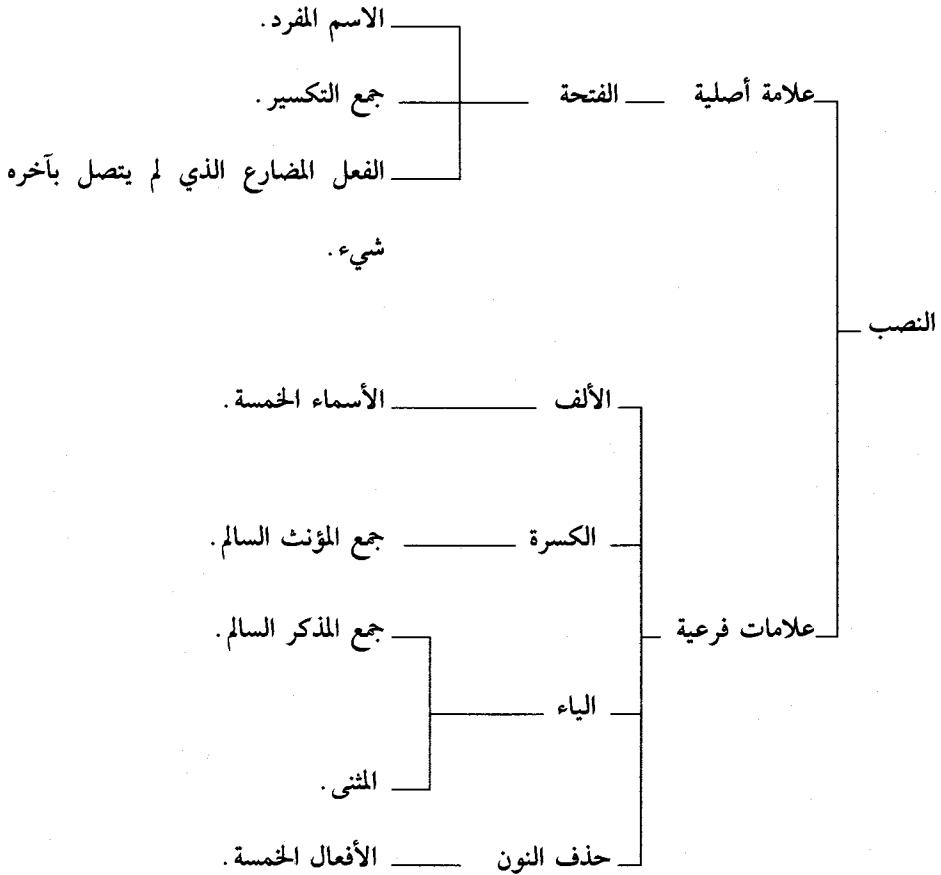 الاسم المفرد.
علامة أصلية الفتحة جمع التكسير.
الفعل المضارع الذي لم يتصل بآخره
شيء.
النصب
الألف الأسماء الخمسة.
الكسرة جمع المؤنث السالم.
علامات فرعية جمع المذكر السالم.
الياء
المثنى.
حذف النون الأفعال الخمسة.